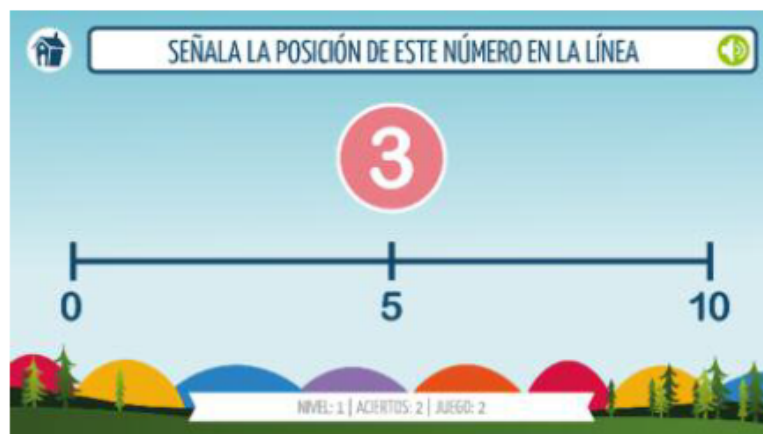 SEÑALA LA POSICIÓN DE ESTE NÚMERO EN LA LÍNEA
3
0 5 10
NIVEL: 1 | ACIERTOS: 2 | JUEGO: 2